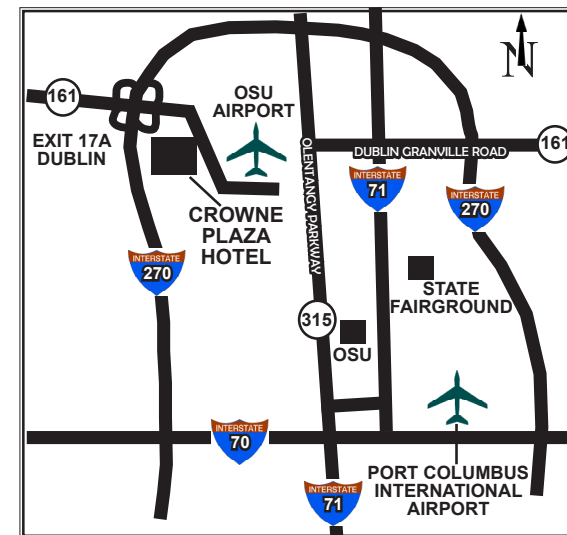 N
161
OSU
AIRPORT
EXIT 17A
DUBLIN
OLENTANGY PARKWAY
DUBLIN GRANVILLE ROAD
161
INTERSTATE
71
INTERSTATE
270
CROWNE
PLAZA
HOTEL
INTERSTATE
270
STATE
FAIRGROUND
315
OSU
INTERSTATE
70
PORT COLUMBUS
INTERNATIONAL
AIRPORT
INTERSTATE
71